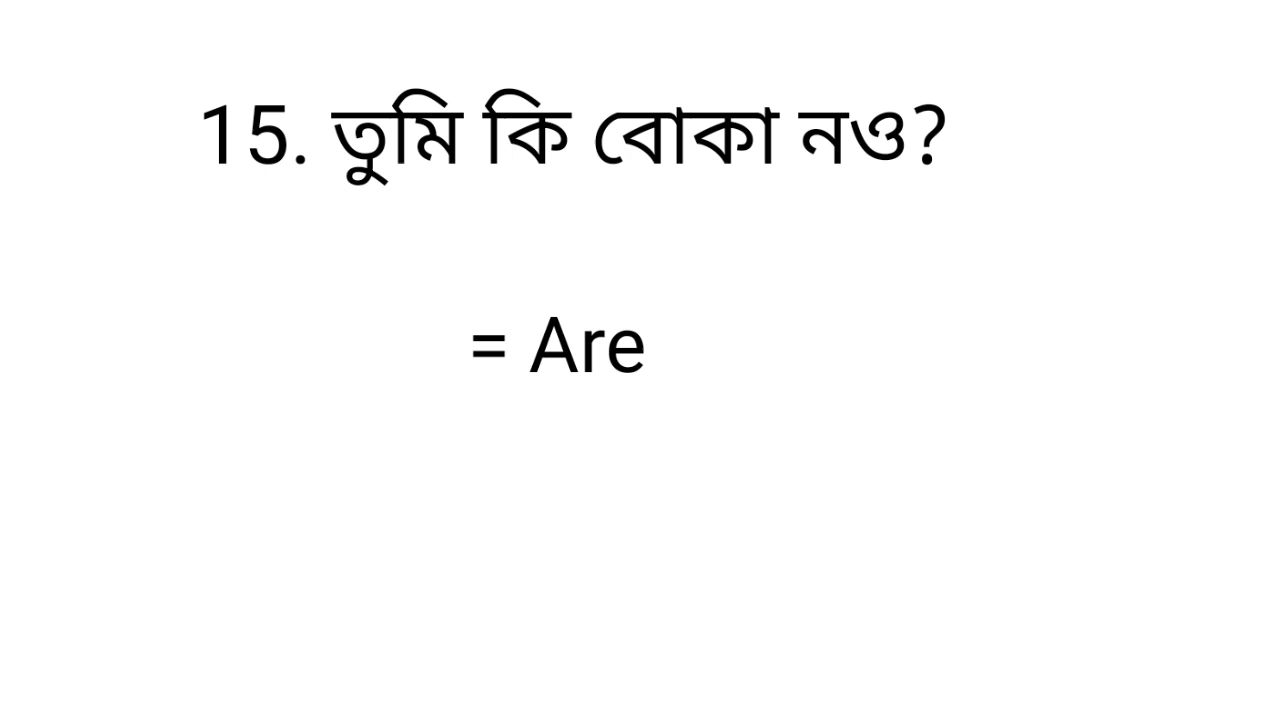 15. তুমি কি বোকা নও?
= Are